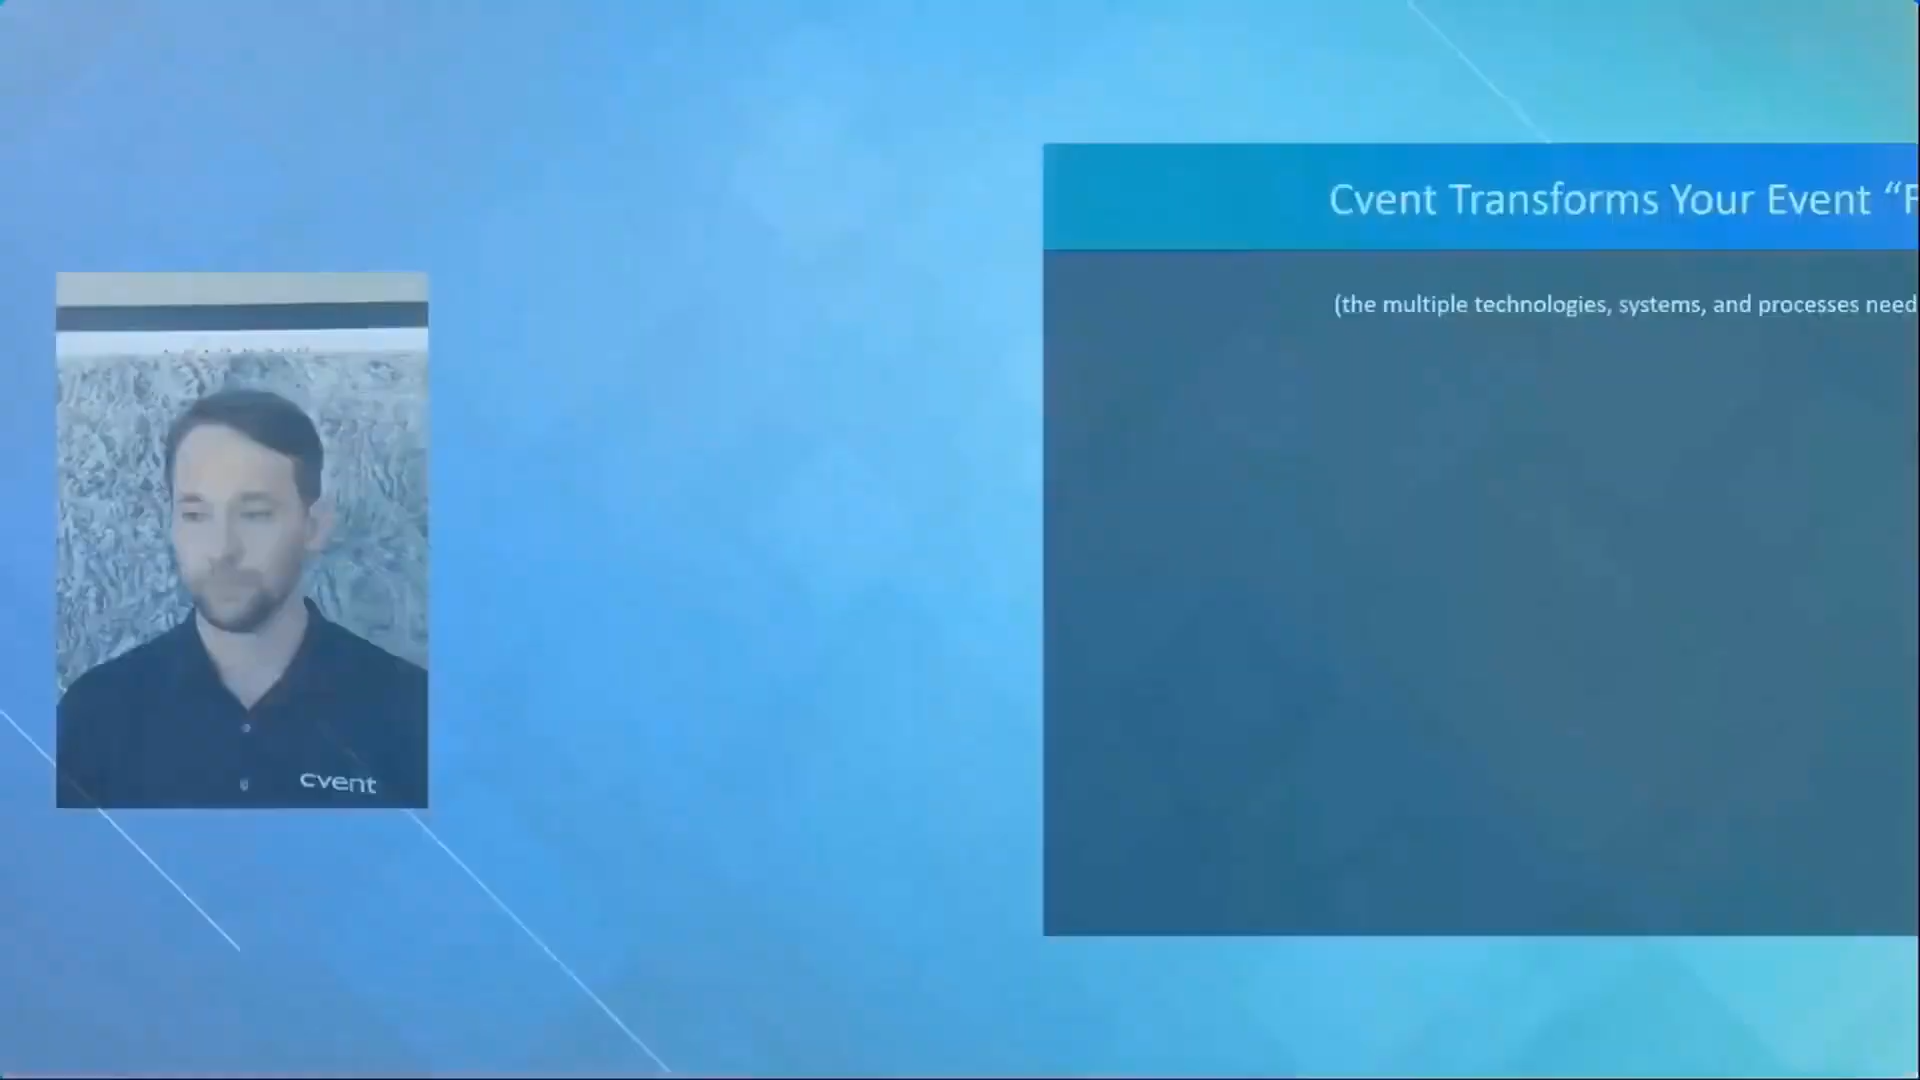 Cvent Transforms Your Event “F
(the multiple technologies, systems, and processes need
cvent